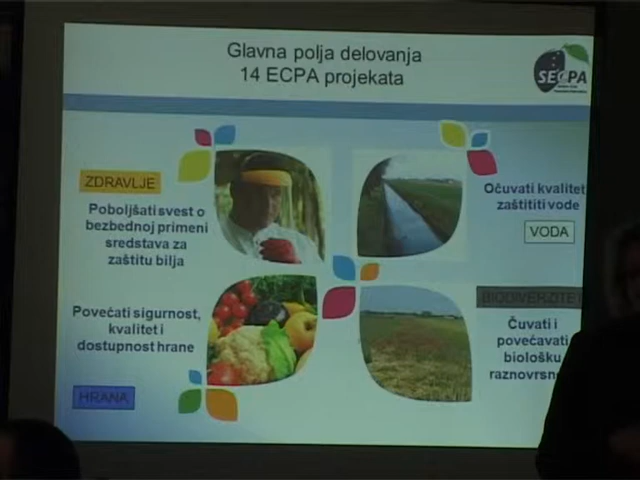 Glavna polja delovanja
14 ECPA projekata
SECPA
ZDRAVLJE
Poboljšati svest o
bezbednoj primeni
sredstava za
zaštitu bilja
Očuvati kvalitet
zaštititi vode
VODA
Povećati sigurnost,
kvalitet i
dostupnost hrane
HRANA
BIODIVERZITET
Čuvati i
povećavati
biološku